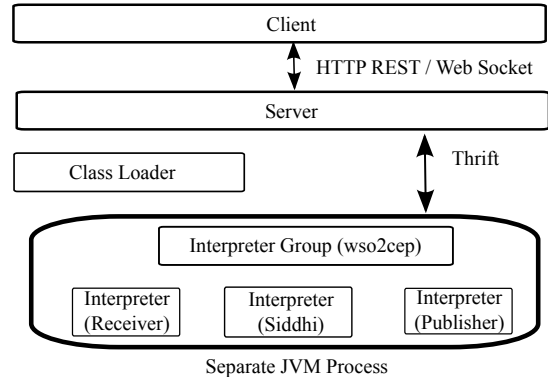 Client
HTTP REST / Web Socket
Server
Thrift
Class Loader
Interpreter Group (wso2cep)
Interpreter
(Receiver)
Interpreter
(Siddhi)
Interpreter
(Publisher)
Separate JVM Process